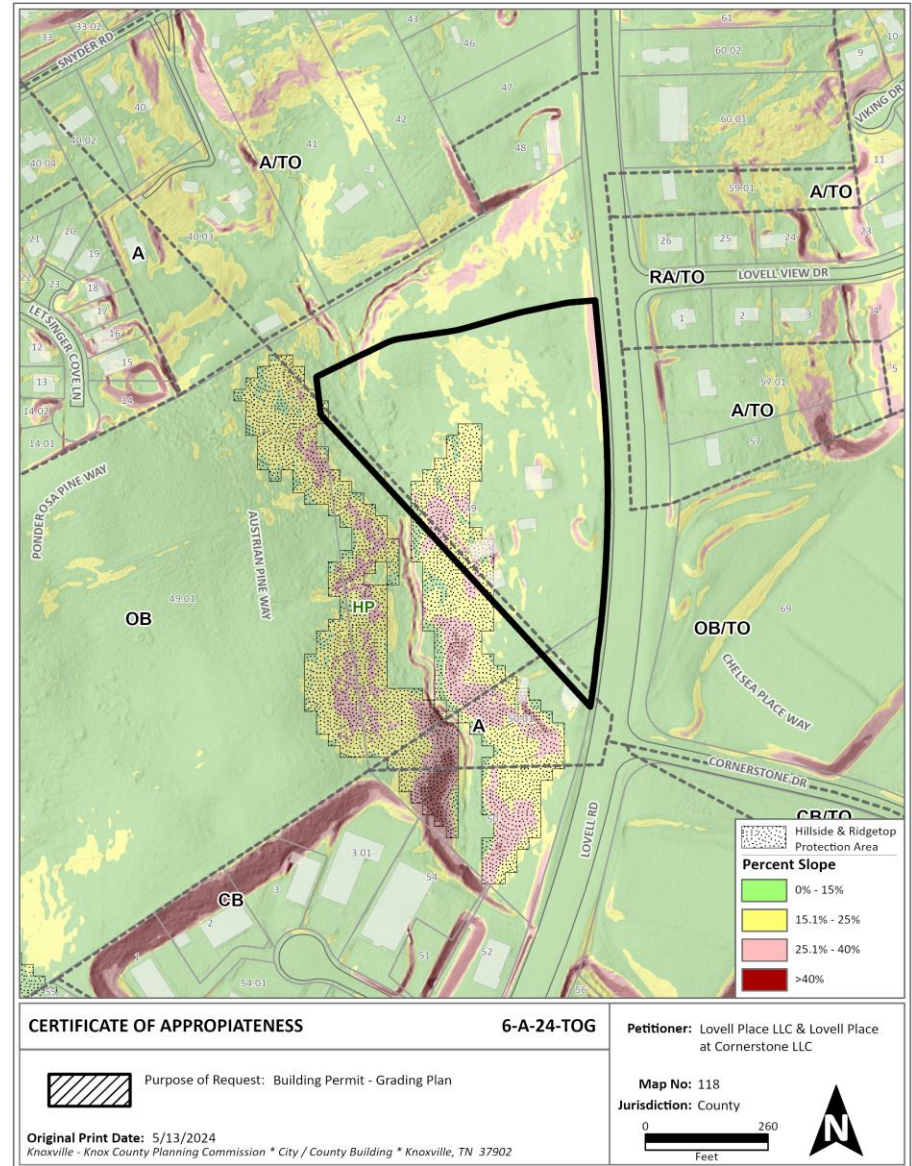 33
33.02
SNYDER RD
43
46
61
60.02
9
10
40
47
VIKING DR
40.02
41
42
60.01
40.04
A/TO
48
11
59.01
A/TO
21
20
19
A
40.03
26
25
24
23
22
23
18
RA/TO
LOVELL VIEW DR
LETSINGER COVE LN
17
16
1
2
3
4
12
15
5
13
14
57.01
14.02
A/TO
14.01
57
PONDEROSA PINE WAY
AUSTRIAN PINE WAY
49
49.01
HP
69
OB
OB/TO
CHELSEA PLACE WAY
A
50.01
CORNERSTONE DR
LOVELL RD
50
CB/TO
3.01
54
CB
3
2
1
51
52
54.01
55
56
Hillside & Ridgetop
Protection Area
Percent Slope
0% - 15%
15.1% - 25%
25.1% - 40%
>40%
CERTIFICATE OF APPROPIATENESS
6-A-24-TOG
Purpose of Request: Building Permit - Grading Plan
Original Print Date: 5/13/2024
Knoxville - Knox County Planning Commission * City / County Building * Knoxville, TN 37902
Petitioner: Lovell Place LLC & Lovell Place
at Cornerstone LLC
Map No: 118
Jurisdiction: County
0
260
Feet
N